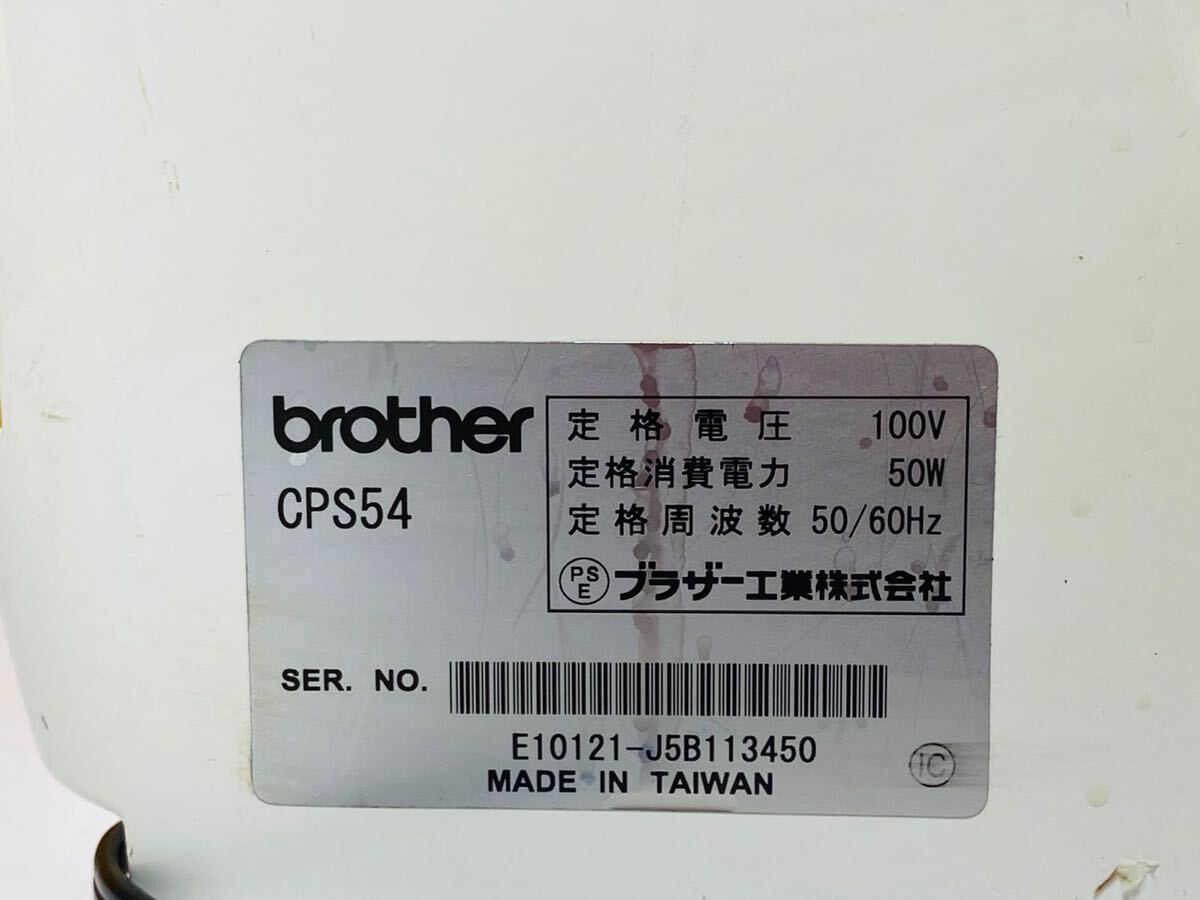 brother
CPS54
定格電圧 100V
定格消費電力 50W
定格周波数 50/60Hz
PSE ブラザー工業株式会社
SER. NO.
E10121-J5B113450
MADE IN TAIWAN
iC